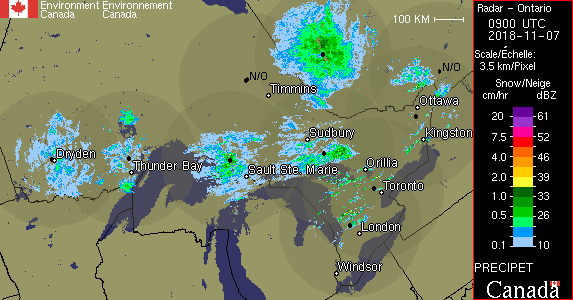 Environment Environnement
Canada Canada
100 KM
N/O
Timmins
N/O
Ottawa
Sudbury
Kingston
Dryden
Thunder Bay
Sault Ste. Marie
Orillia
Toronto
London
Windsor
Radar - Ontario
0900 UTC
2018-11-07
Scale/Échelle:
3.5 km/Pixel
Snow/Neige
cm/hr dBZ
20 61
7.5 52
4.0 46
2.0 39
1.0 33
0.5 26
0.1 10
PRECIPET
Canada